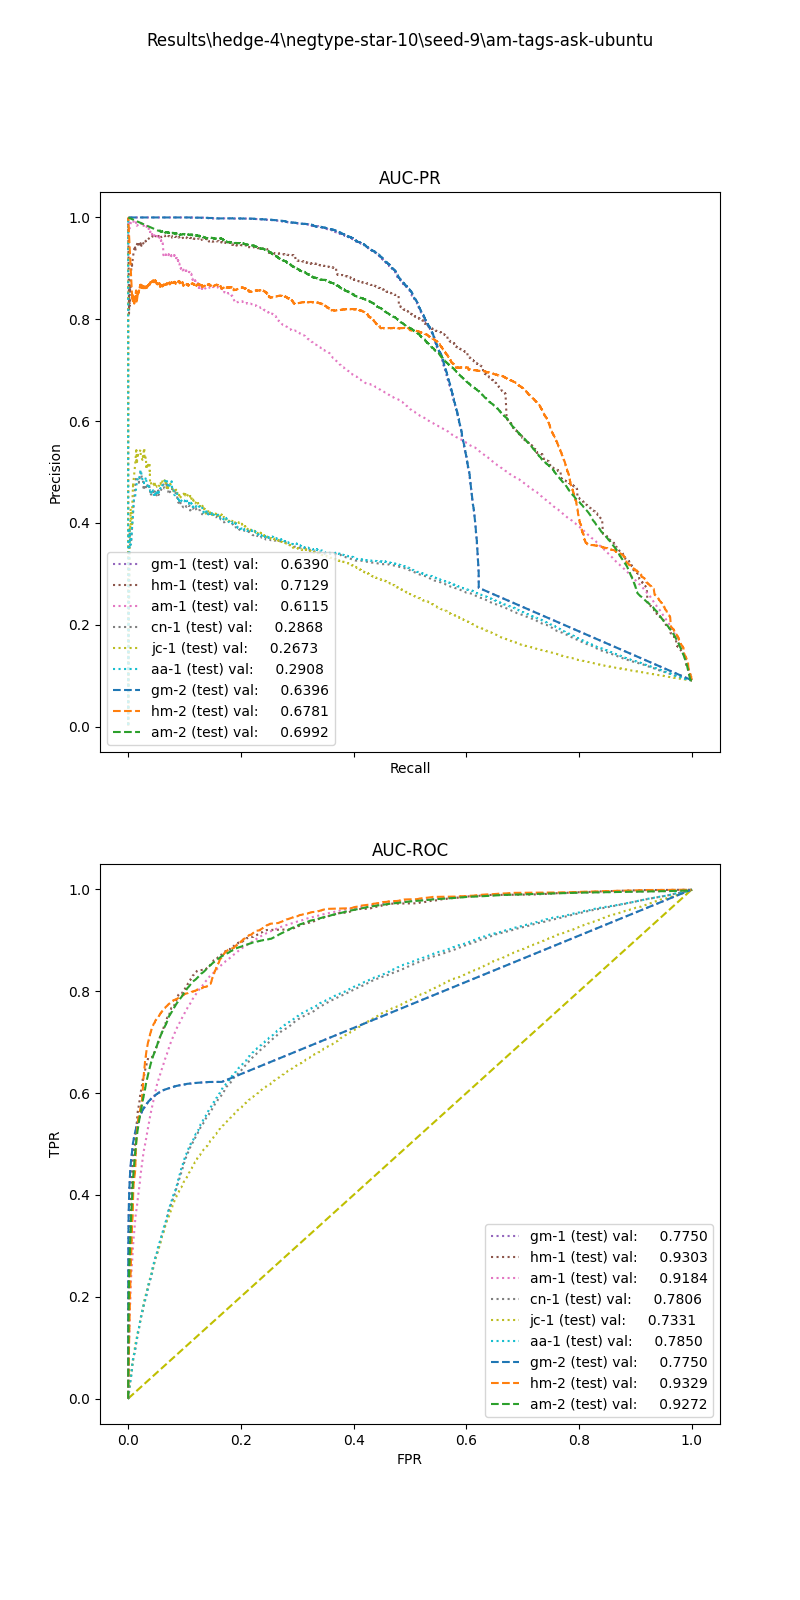 Results\hedge-4\negtype-star-10\seed-9\am-tags-ask-ubuntu
AUC-PR
1.0
0.8
0.6
0.4
0.2
0.0
Precision
gm-1 (test) val: 0.6390
hm-1 (test) val: 0.7129
am-1 (test) val: 0.6115
cn-1 (test) val: 0.2868
jc-1 (test) val: 0.2673
aa-1 (test) val: 0.2908
gm-2 (test) val: 0.6396
hm-2 (test) val: 0.6781
am-2 (test) val: 0.6992
Recall
AUC-ROC
1.0
0.8
0.6
0.4
0.2
0.0
TPR
gm-1 (test) val: 0.7750
hm-1 (test) val: 0.9303
am-1 (test) val: 0.9184
cn-1 (test) val: 0.7806
jc-1 (test) val: 0.7331
aa-1 (test) val: 0.7850
gm-2 (test) val: 0.7750
hm-2 (test) val: 0.9329
am-2 (test) val: 0.9272
0.0 0.2 0.4 0.6 0.8 1.0
FPR